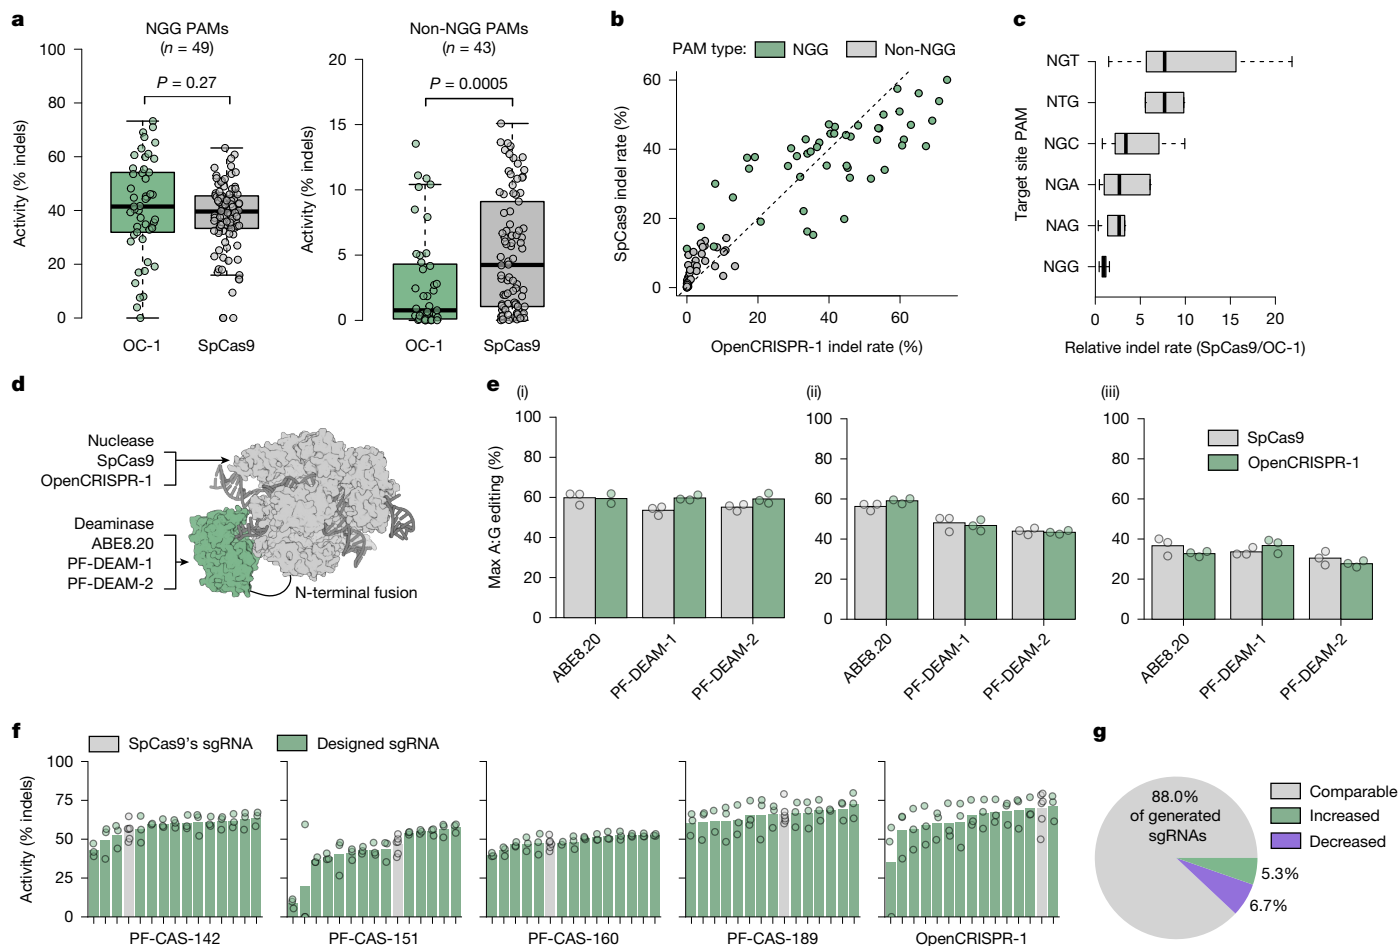 a
NGG PAMs
(n = 49)
P = 0.27
Activity (% indels)
100
80
60
40
20
0
OC-1
SpCas9
Non-NGG PAMs
(n = 43)
P = 0.0005
Activity (% indels)
20
15
10
5
0
OC-1
SpCas9
b
PAM type:
NGG
Non-NGG
SpCas9 indel rate (%)
60
40
20
0
0
20
40
60
OpenCRISPR-1 indel rate (%)
c
Target site PAM
NGT
NTG
NGC
NGA
NAG
NGG
0
5
10
15
20
Relative indel rate (SpCas9/OC-1)
d
Nuclease
SpCas9
OpenCRISPR-1
Deaminase
ABE8.20
PF-DEAM-1
PF-DEAM-2
N-terminal fusion
e
(i)
Max A:G editing (%)
100
80
60
40
20
0
ABE8.20
PF-DEAM-1
PF-DEAM-2
(ii)
100
80
60
40
20
0
ABE8.20
PF-DEAM-1
PF-DEAM-2
(iii)
100
80
60
40
20
0
SpCas9
OpenCRISPR-1
ABE8.20
PF-DEAM-1
PF-DEAM-2
f
SpCas9's sgRNA
Designed sgRNA
Activity (% indels)
100
75
50
25
0
PF-CAS-142
PF-CAS-151
PF-CAS-160
PF-CAS-189
OpenCRISPR-1
g
88.0%
of generated
sgRNAs
Comparable
Increased
Decreased
5.3%
6.7%